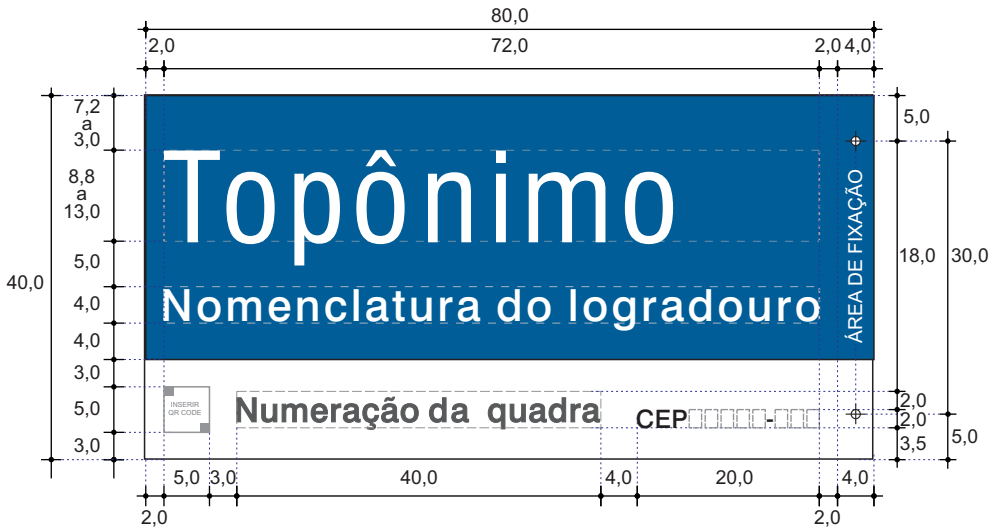 80,0
2,0 72,0 2,0 4,0
7,2
a
3,0
5,0
Topônimo
8,8
a
13,0
ÁREA DE FIXAÇÃO
5,0
18,0 30,0
40,0
4,0
Nomenclatura do logradouro
4,0
3,0
INSERIR
QR CODE
5,0
Numeração da quadra
CEP -
2,0
2,0
3,5
5,0
3,0
5,0 3,0 40,0 4,0 20,0 4,0
2,0 2,0